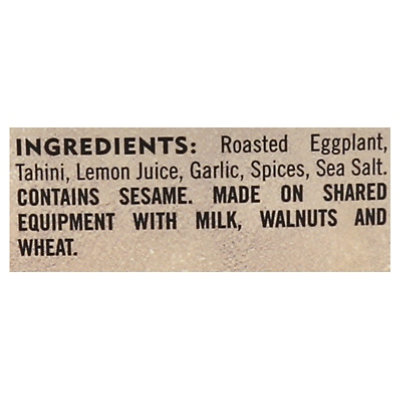 INGREDIENTS: Roasted Eggplant,
Tahini, Lemon Juice, Garlic, Spices, Sea Salt.
CONTAINS SESAME. MADE ON SHARED
EQUIPMENT WITH MILK, WALNUTS AND
WHEAT.